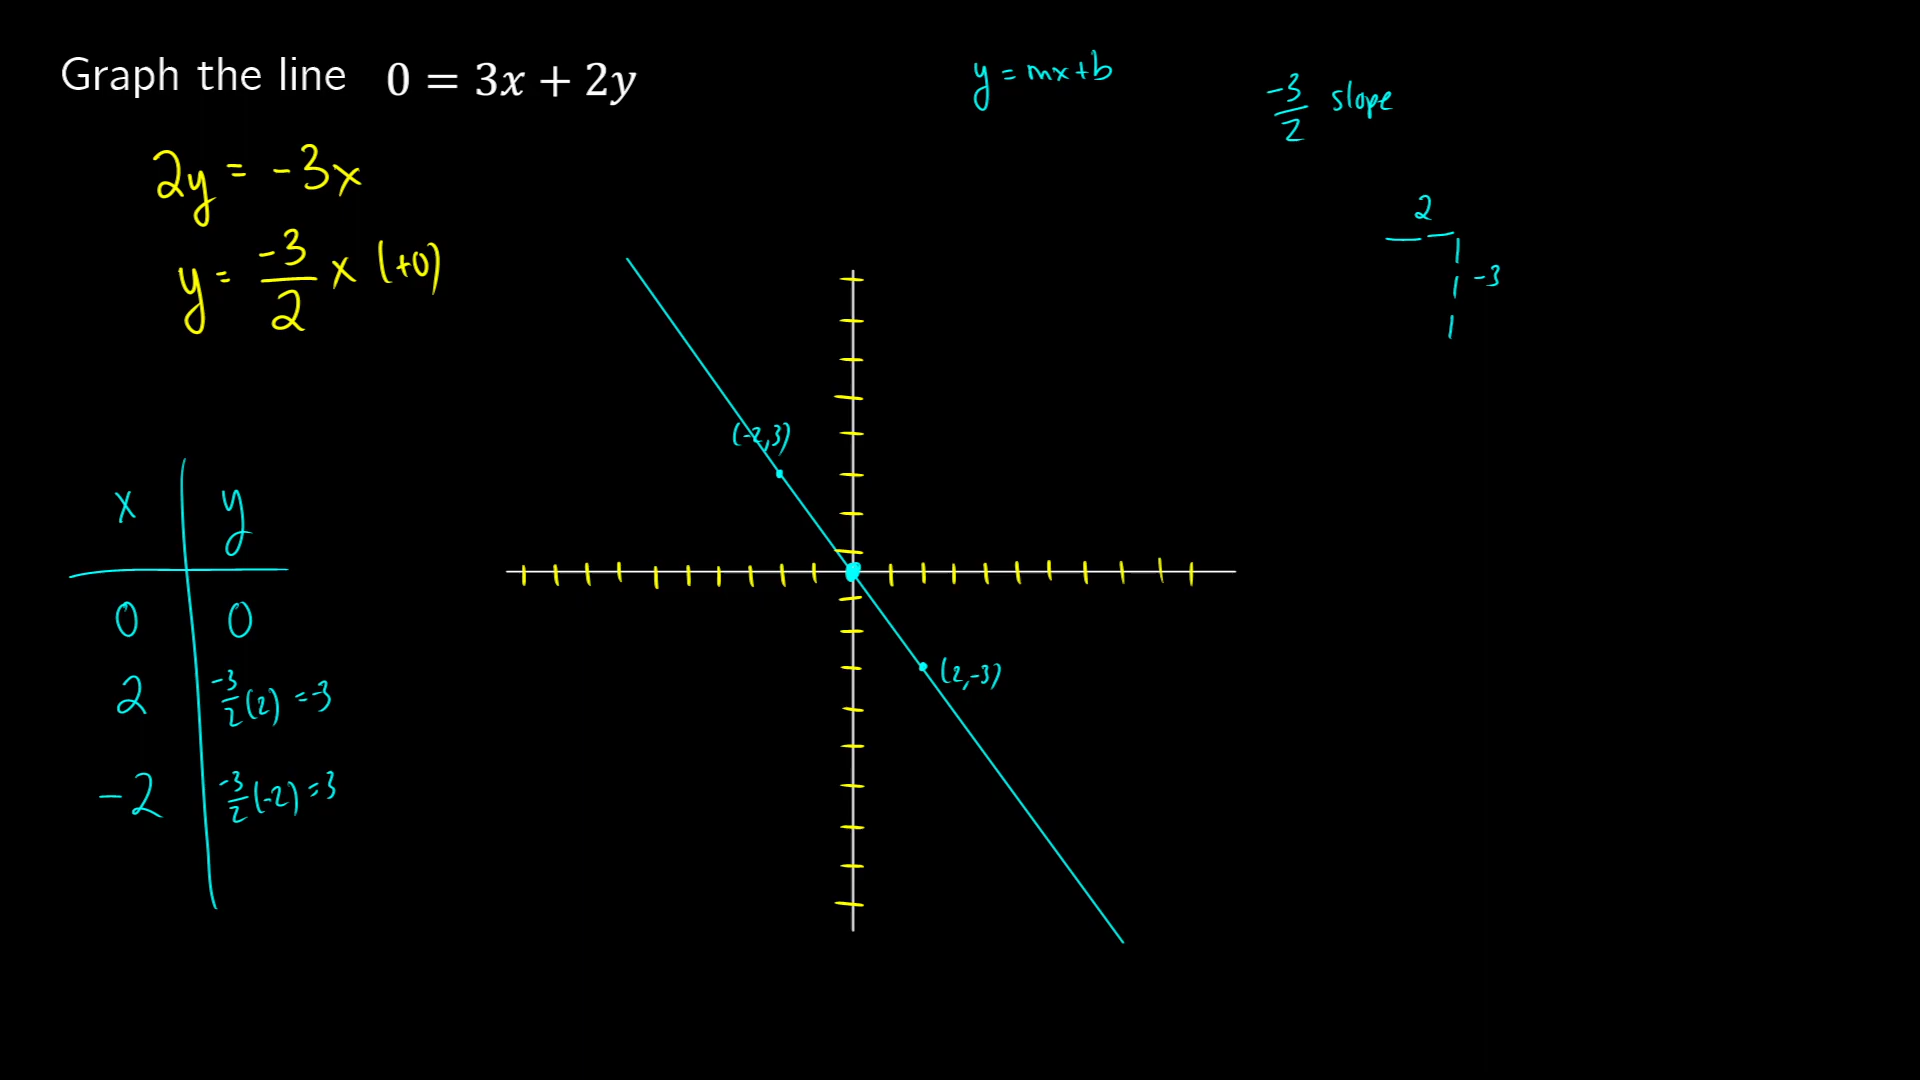 Graph the line 0 = 3x + 2y
y = mx+b
-3/2 slope
2y = -3x
y = -3/2 x (+0)
2
-3
(-2,3)
(2,-3)
x y
0 0
2 -3/2(2) = -3
-2 -3/2(-2) = 3